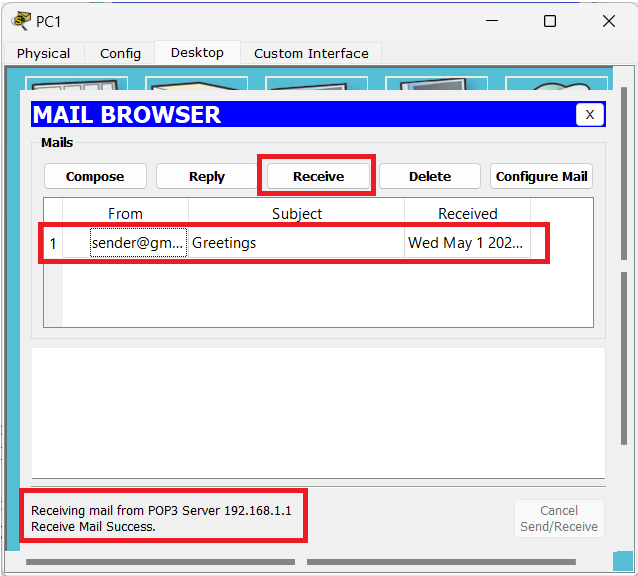 PC1
Physical Config Desktop Custom Interface
MAIL BROWSER X
Mails
Compose Reply Receive Delete Configure Mail
From Subject Received
1 sender@gm... Greetings Wed May 1 202...
Receiving mail from POP3 Server 192.168.1.1
Receive Mail Success.
Cancel
Send/Receive